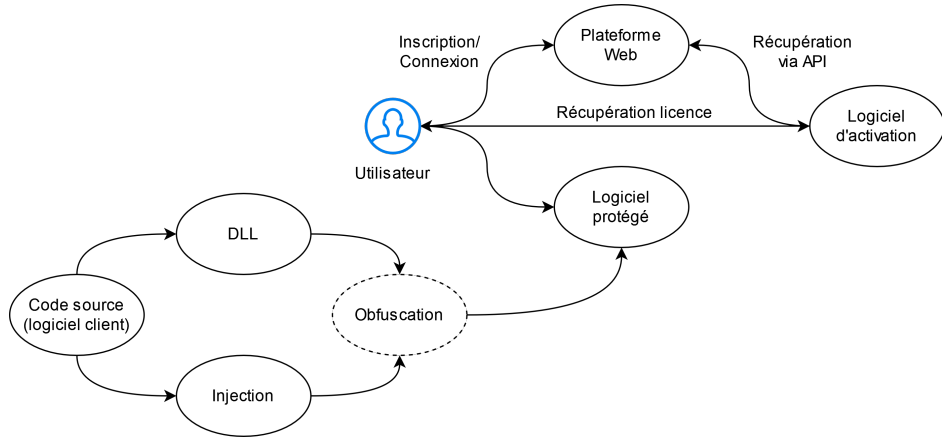 Inscription/
Connexion
Plateforme
Web
Récupération
via API
Récupération licence
Logiciel
d'activation
Utilisateur
Logiciel
protégé
DLL
Code source
(logiciel client)
Obfuscation
Injection